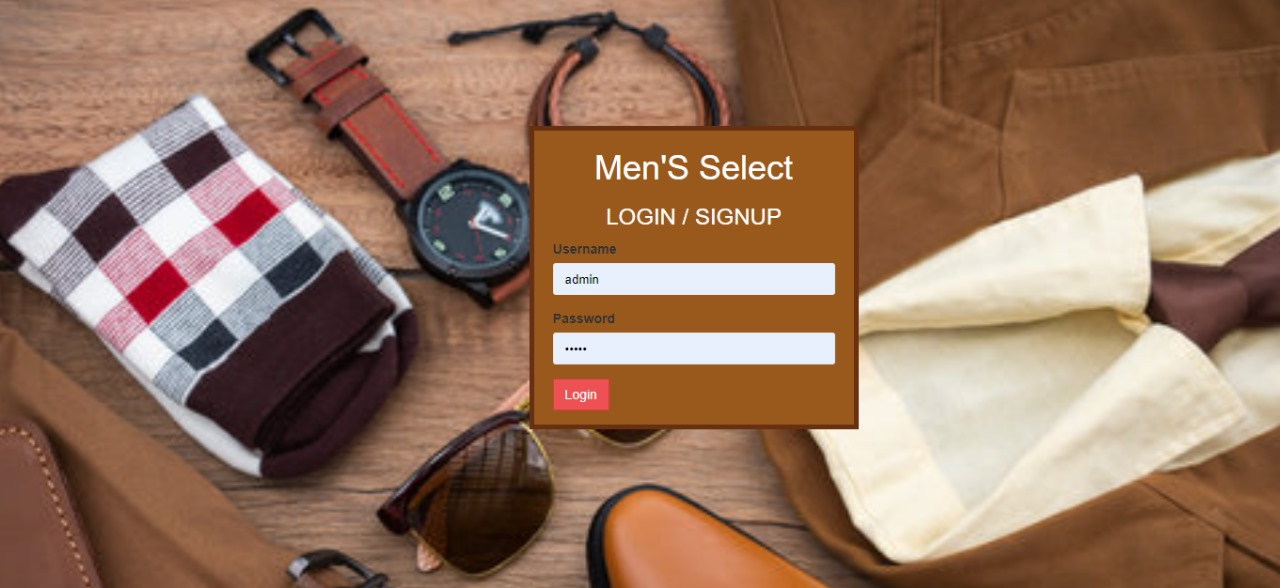 Men'S Select
LOGIN / SIGNUP
Username
admin
Password
•••••
Login